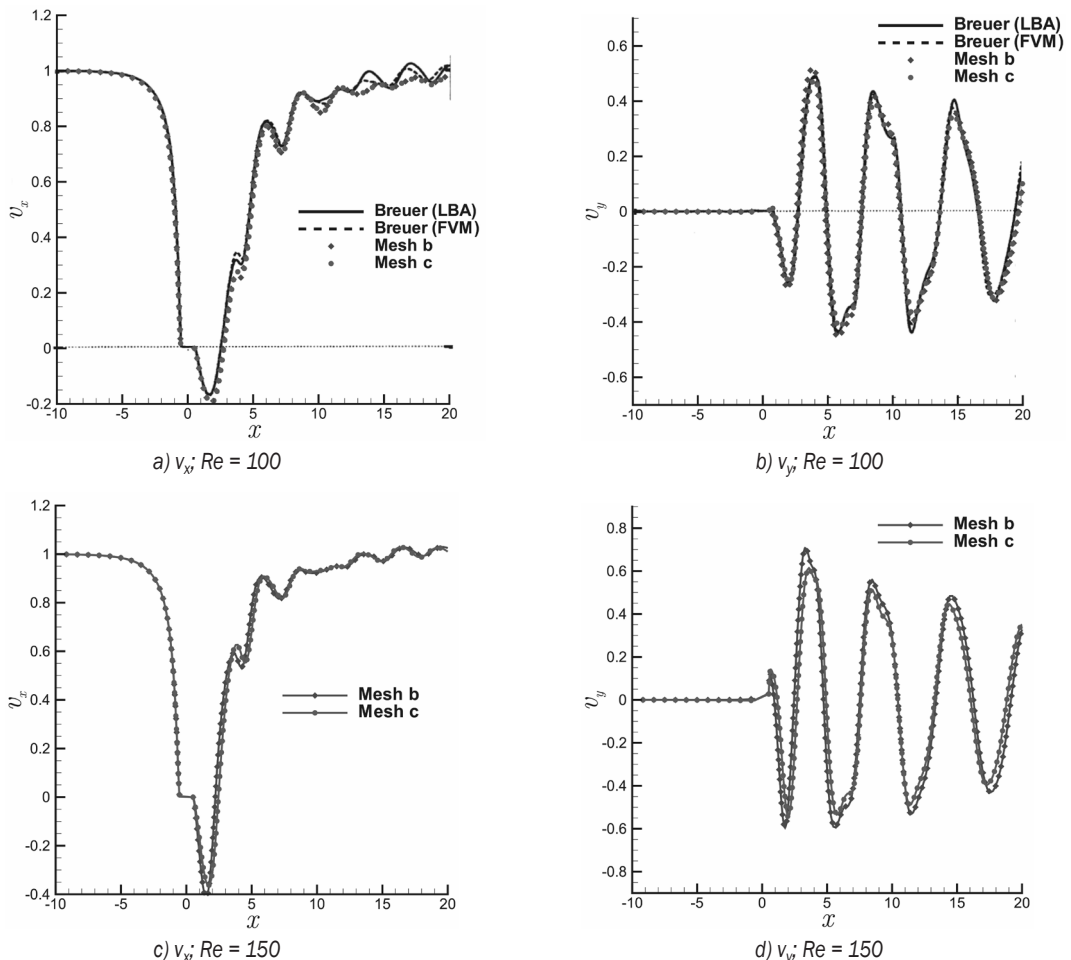 1.2
1
0.8
0.6
0.4
0.2
0
-0.2
-10
-5
0
5
10
15
20
v_x
x
Breuer (LBA)
Breuer (FVM)
Mesh b
Mesh c
a) v_x; Re = 100
0.6
0.4
0.2
0
-0.2
-0.4
-0.6
-10
-5
0
5
10
15
20
v_y
x
Breuer (LBA)
Breuer (FVM)
Mesh b
Mesh c
b) v_y; Re = 100
1.2
1
0.8
0.6
0.4
0.2
0
-0.2
-0.4
-10
-5
0
5
10
15
20
v_x
x
Mesh b
Mesh c
c) v_x; Re = 150
0.8
0.6
0.4
0.2
0
-0.2
-0.4
-0.6
-0.8
-10
-5
0
5
10
15
20
v_y
x
Mesh b
Mesh c
d) v_y; Re = 150